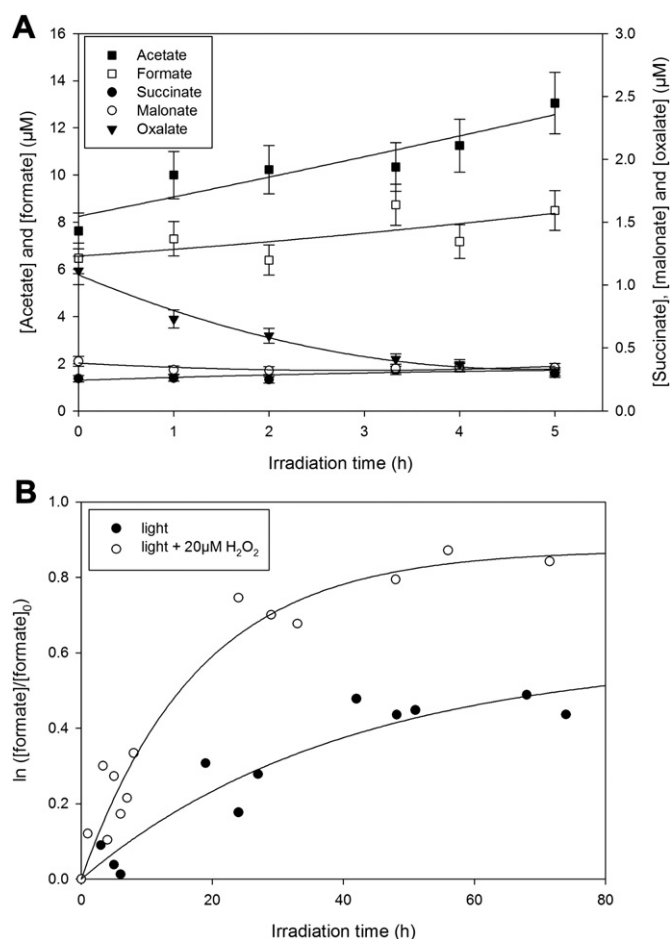 A
16
14
12
10
8
6
4
2
0
[Acetate] and [formate] (µM)
Acetate
Formate
Succinate
Malonate
Oxalate
3.0
2.5
2.0
1.5
1.0
0.5
0.0
[Succinate], [malonate] and [oxalate] (µM)
0 1 2 3 4 5
Irradiation time (h)
B
1.0
0.8
0.6
0.4
0.2
0.0
ln ([formate]/[formate]₀)
light
light + 20µM H₂O₂
0 20 40 60 80
Irradiation time (h)